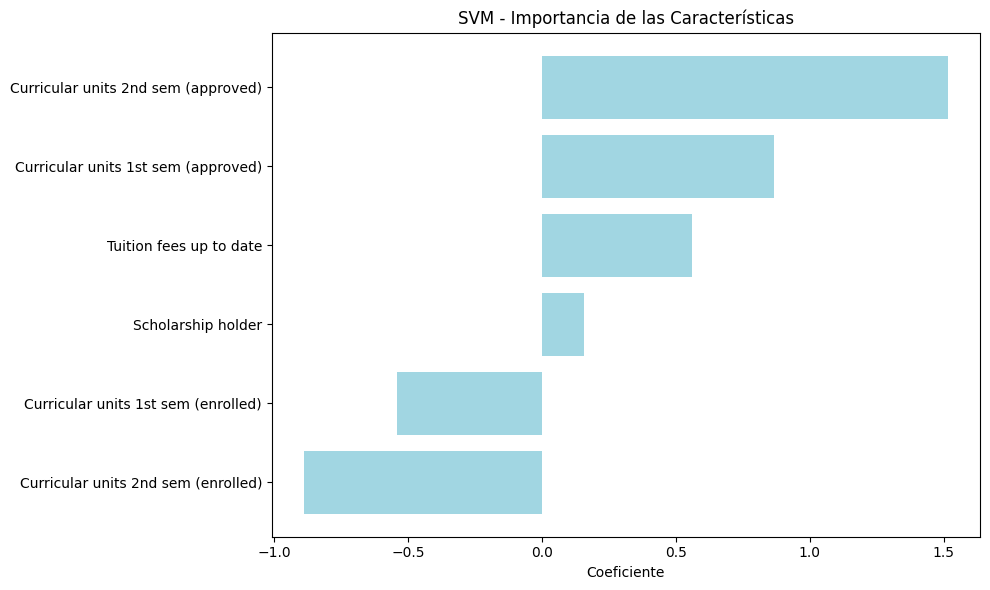 SVM - Importancia de las Características
Curricular units 2nd sem (approved)
Curricular units 1st sem (approved)
Tuition fees up to date
Scholarship holder
Curricular units 1st sem (enrolled)
Curricular units 2nd sem (enrolled)
−1.0 −0.5 0.0 0.5 1.0 1.5
Coeficiente